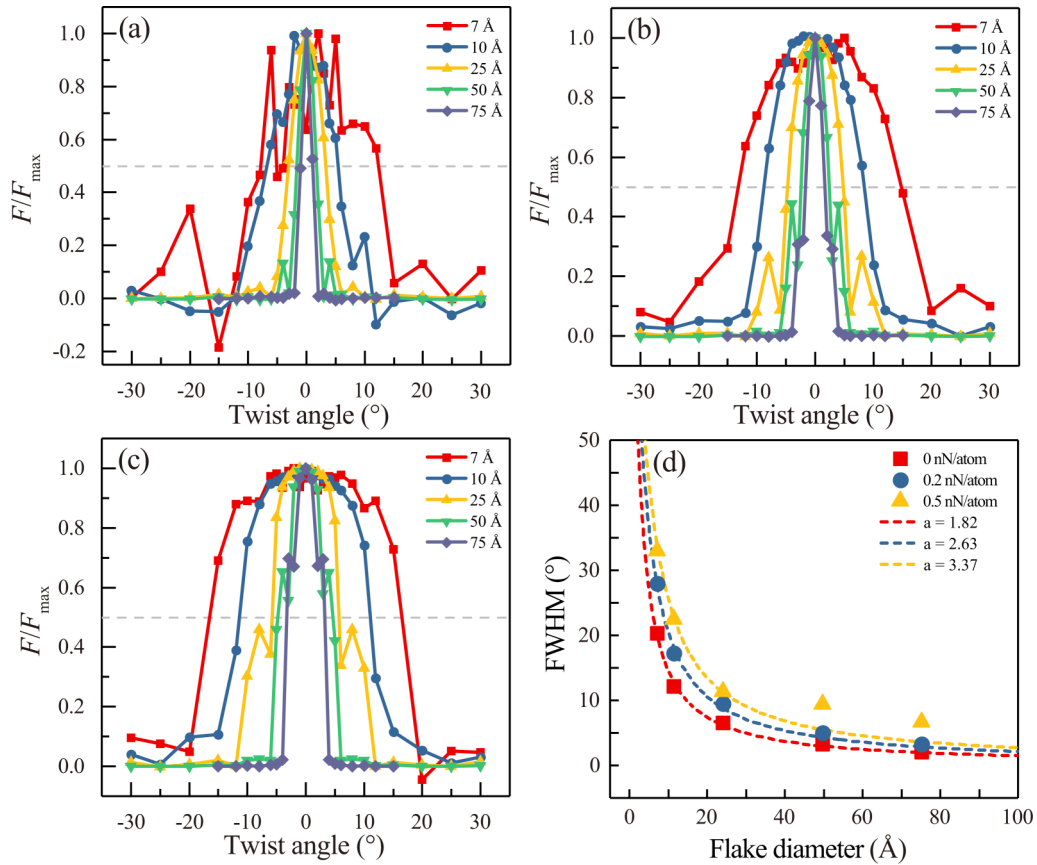 (a)
7 Å
10 Å
25 Å
50 Å
75 Å
F/Fmax
1.0
0.8
0.6
0.4
0.2
0.0
-0.2
-30 -20 -10 0 10 20 30
Twist angle (°)
(b)
7 Å
10 Å
25 Å
50 Å
75 Å
F/Fmax
1.0
0.8
0.6
0.4
0.2
0.0
-30 -20 -10 0 10 20 30
Twist angle (°)
(c)
7 Å
10 Å
25 Å
50 Å
75 Å
F/Fmax
1.0
0.8
0.6
0.4
0.2
0.0
-30 -20 -10 0 10 20 30
Twist angle (°)
(d)
0 nN/atom
0.2 nN/atom
0.5 nN/atom
a = 1.82
a = 2.63
a = 3.37
FWHM (°)
50
40
30
20
10
0
0 20 40 60 80 100
Flake diameter (Å)